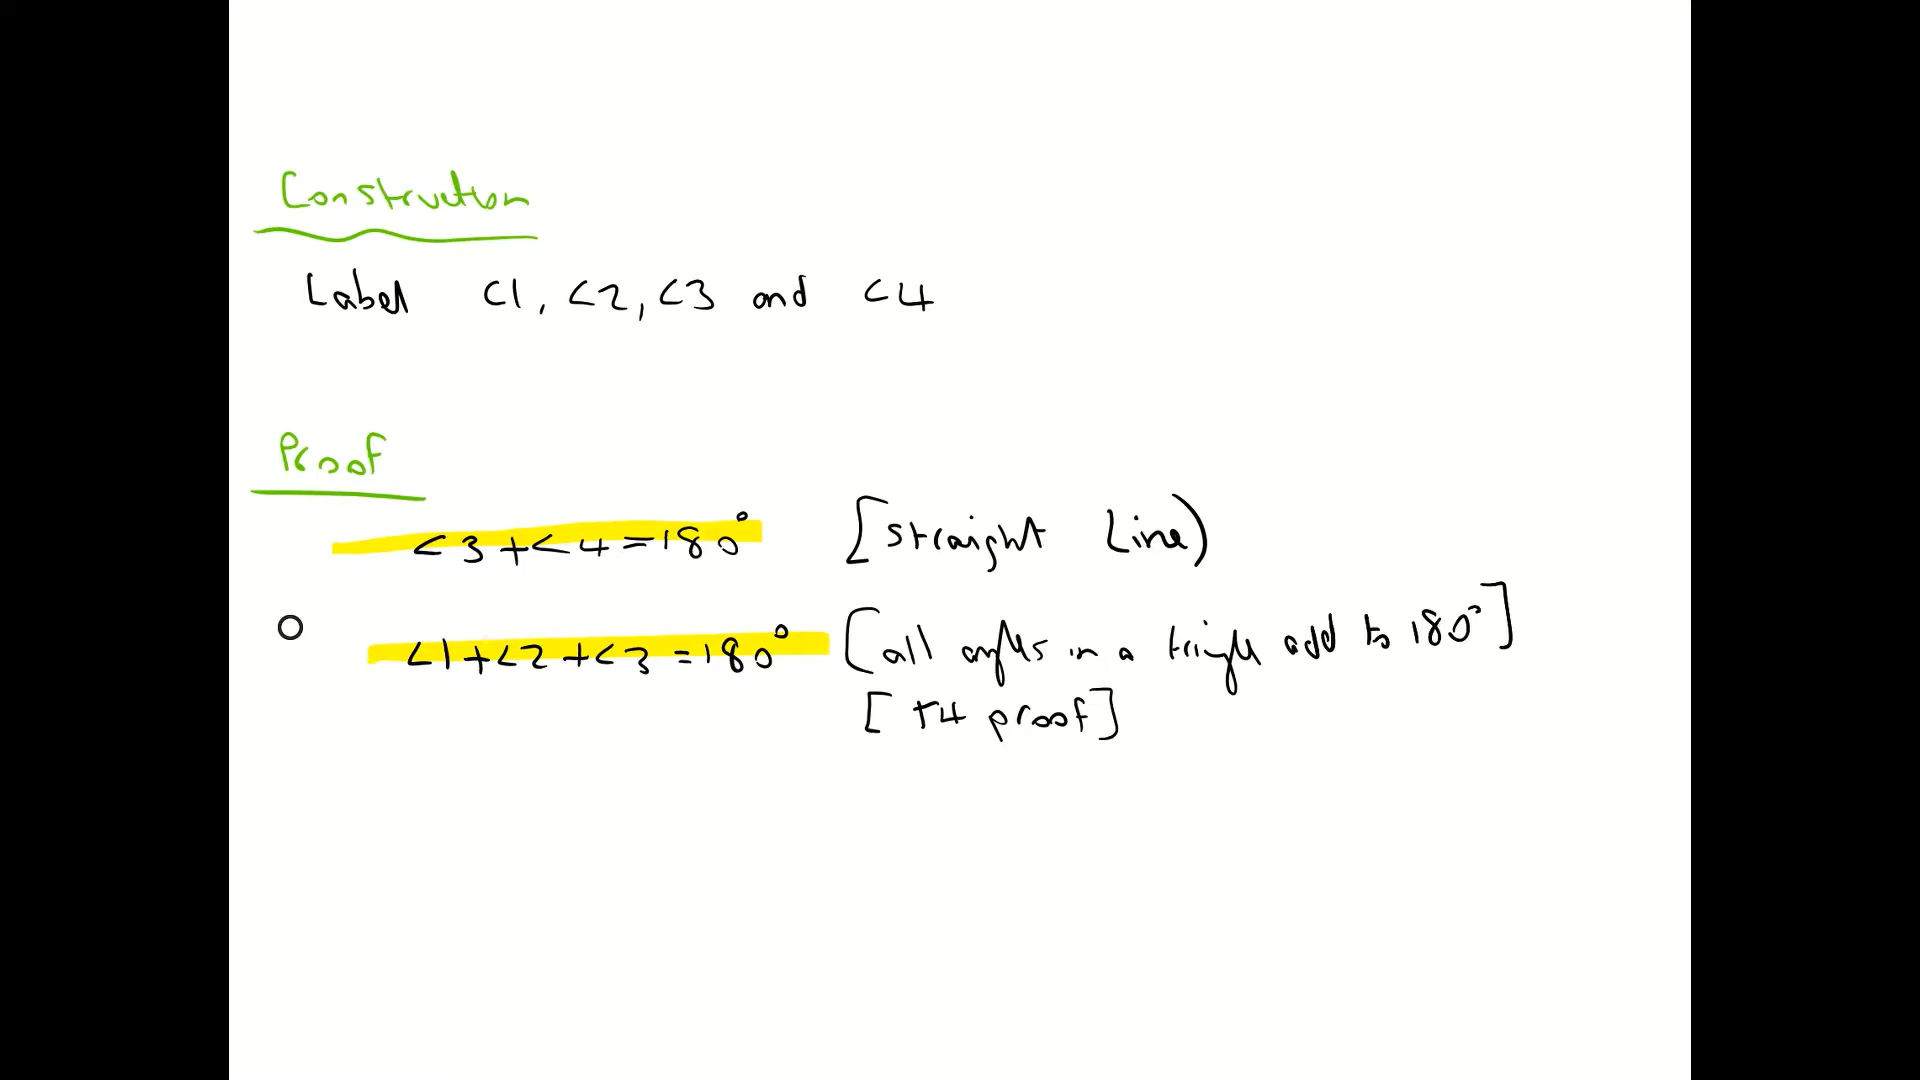 Construction
Label <1, <2, <3 and <4
Proof
<3+<4=180° [straight Line)
<1+<2+<3=180° [all angles in a triangle add to 180°]
[T4 proof]